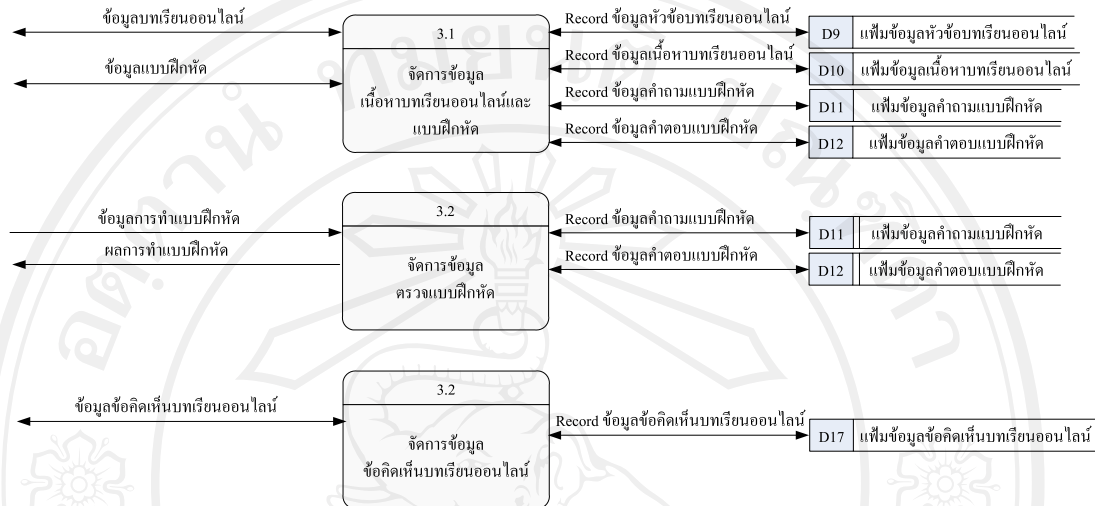 ข้อมูลบทเรียนออนไลน์
ข้อมูลแบบฝึกหัด
3.1
จัดการข้อมูล
เนื้อหาบทเรียนออนไลน์และ
แบบฝึกหัด
Record ข้อมูลหัวข้อบทเรียนออนไลน์
D9 แฟ้มข้อมูลหัวข้อบทเรียนออนไลน์
Record ข้อมูลเนื้อหาบทเรียนออนไลน์
D10 แฟ้มข้อมูลเนื้อหาบทเรียนออนไลน์
Record ข้อมูลคำถามแบบฝึกหัด
D11 แฟ้มข้อมูลคำถามแบบฝึกหัด
Record ข้อมูลคำตอบแบบฝึกหัด
D12 แฟ้มข้อมูลคำตอบแบบฝึกหัด
ข้อมูลการทำแบบฝึกหัด
ผลการทำแบบฝึกหัด
3.2
จัดการข้อมูล
ตรวจแบบฝึกหัด
Record ข้อมูลคำถามแบบฝึกหัด
D11 แฟ้มข้อมูลคำถามแบบฝึกหัด
Record ข้อมูลคำตอบแบบฝึกหัด
D12 แฟ้มข้อมูลคำตอบแบบฝึกหัด
ข้อมูลข้อคิดเห็นบทเรียนออนไลน์
3.2
จัดการข้อมูล
ข้อคิดเห็นบทเรียนออนไลน์
Record ข้อมูลข้อคิดเห็นบทเรียนออนไลน์
D17 แฟ้มข้อมูลข้อคิดเห็นบทเรียนออนไลน์